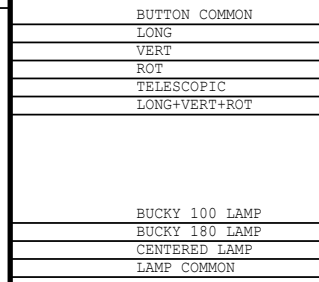 BUTTON COMMON
LONG
VERT
ROT
TELESCOPIC
LONG+VERT+ROT
BUCKY 100 LAMP
BUCKY 180 LAMP
CENTERED LAMP
LAMP COMMON